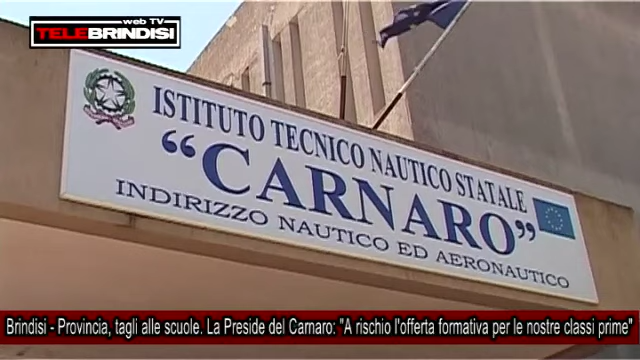 web TV
TELEBRINDISI
ISTITUTO TECNICO NAUTICO STATALE
“CARNARO”
INDIRIZZO NAUTICO ED AERONAUTICO
Brindisi - Provincia, tagli alle scuole. La Preside del Carnaro: "A rischio l'offerta formativa per le nostre classi prime"